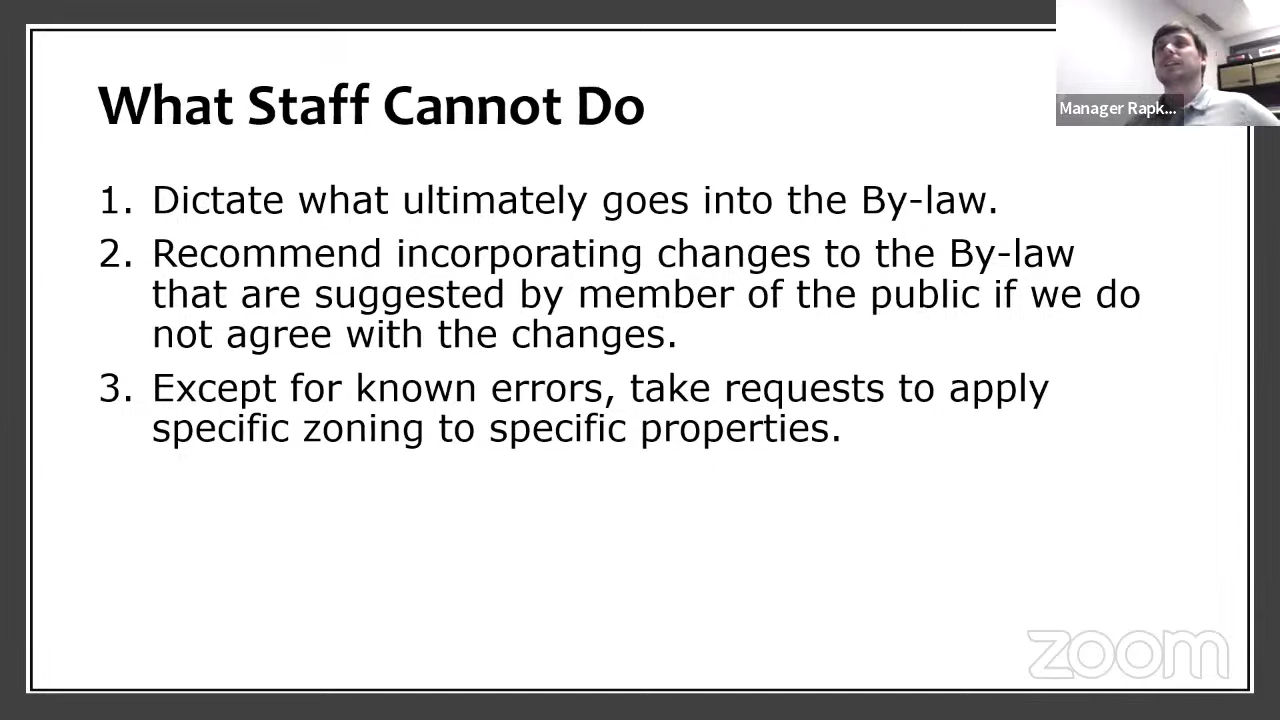 What Staff Cannot Do
Manager Rapk...
1. Dictate what ultimately goes into the By-law.
2. Recommend incorporating changes to the By-law
that are suggested by member of the public if we do
not agree with the changes.
3. Except for known errors, take requests to apply
specific zoning to specific properties.
zoom